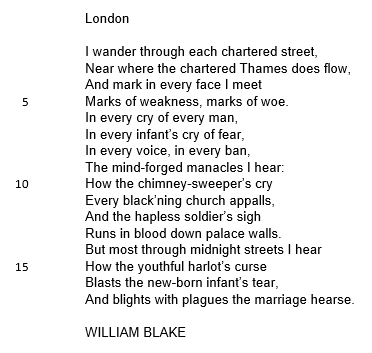 London
I wander through each chartered street,
Near where the chartered Thames does flow,
And mark in every face I meet
5 Marks of weakness, marks of woe.
In every cry of every man,
In every infant's cry of fear,
In every voice, in every ban,
The mind-forged manacles I hear:
10 How the chimney-sweeper's cry
Every black'ning church appalls,
And the hapless soldier's sigh
Runs in blood down palace walls.
But most through midnight streets I hear
15 How the youthful harlot's curse
Blasts the new-born infant's tear,
And blights with plagues the marriage hearse.
WILLIAM BLAKE